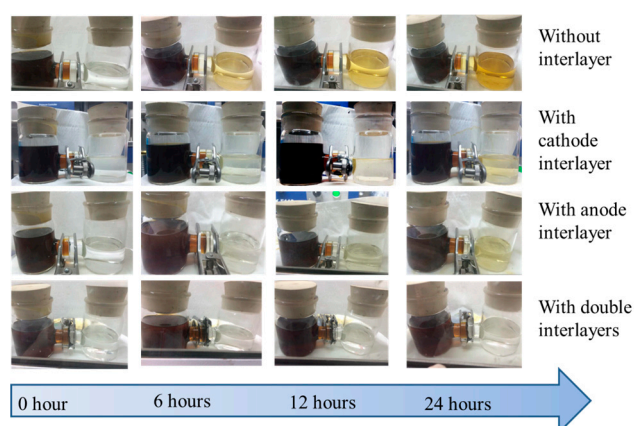 Without
interlayer
With
cathode
interlayer
With anode
interlayer
With double
interlayers
0 hour
6 hours
12 hours
24 hours